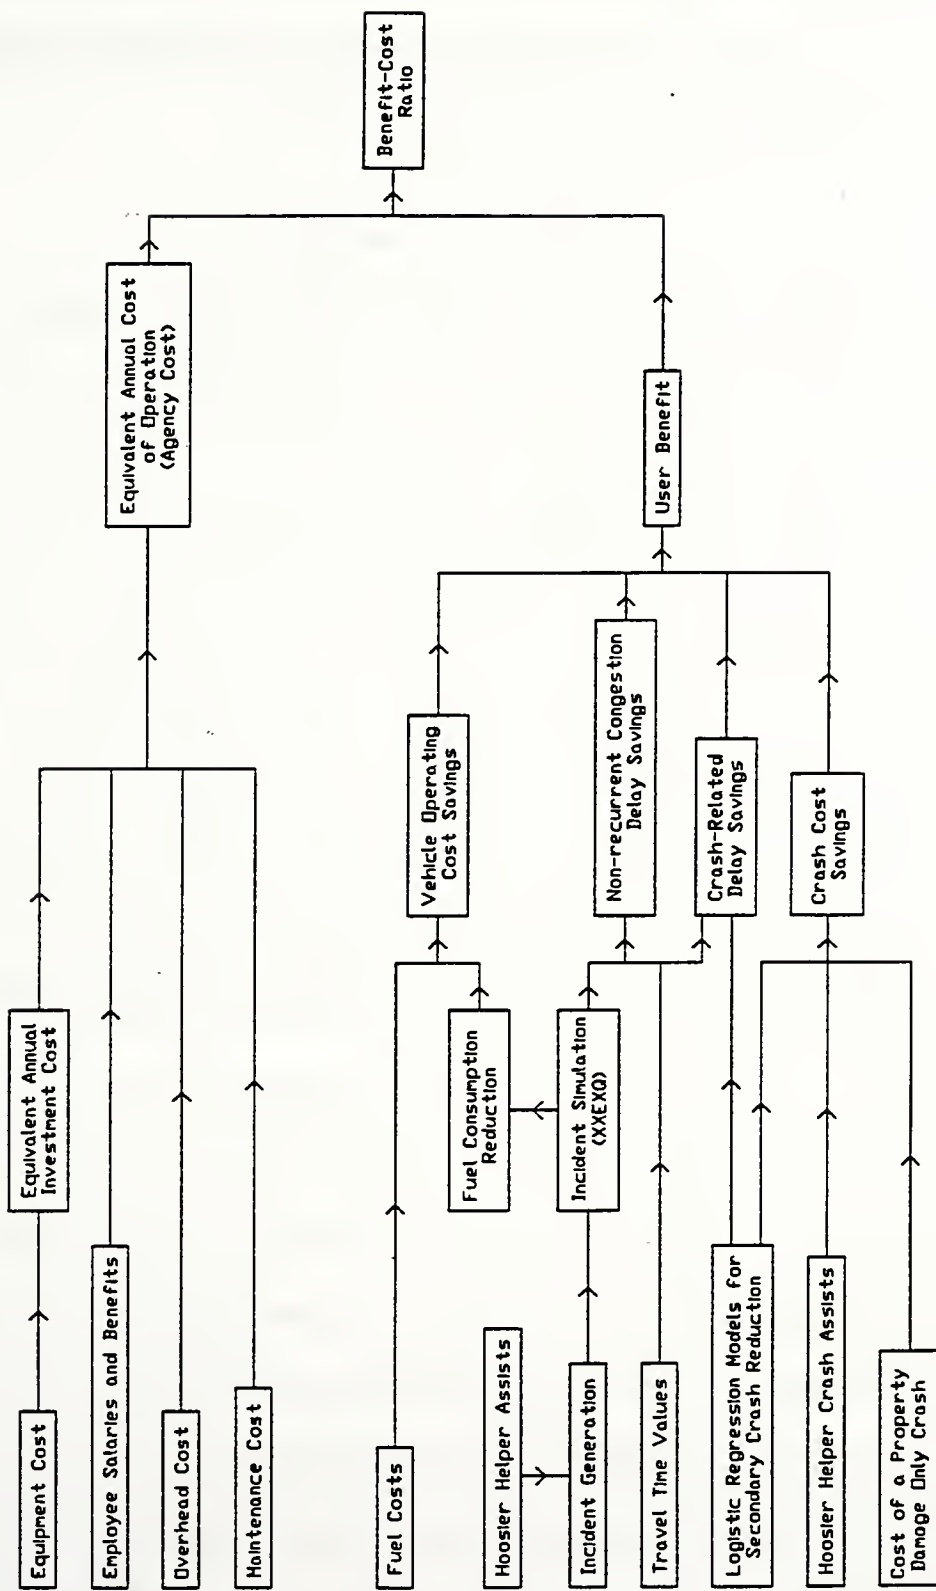 Equipment Cost
Employee Salaries and Benefits
Overhead Cost
Maintenance Cost
Equivalent Annual
Investment Cost
Equivalent Annual Cost
of Operation
(Agency Cost)
Benefit-Cost
Ratio
Fuel Costs
Hoosier Helper Assists
Incident Generation
Travel Time Values
Logistic Regression Models for
Secondary Crash Reduction
Hoosier Helper Crash Assists
Cost of a Property
Damage Only Crash
Fuel Consumption
Reduction
Incident Simulation
(XXEXQ)
Vehicle Operating
Cost Savings
Non-recurrent Congestion
Delay Savings
Crash-Related
Delay Savings
Crash Cost
Savings
User Benefit